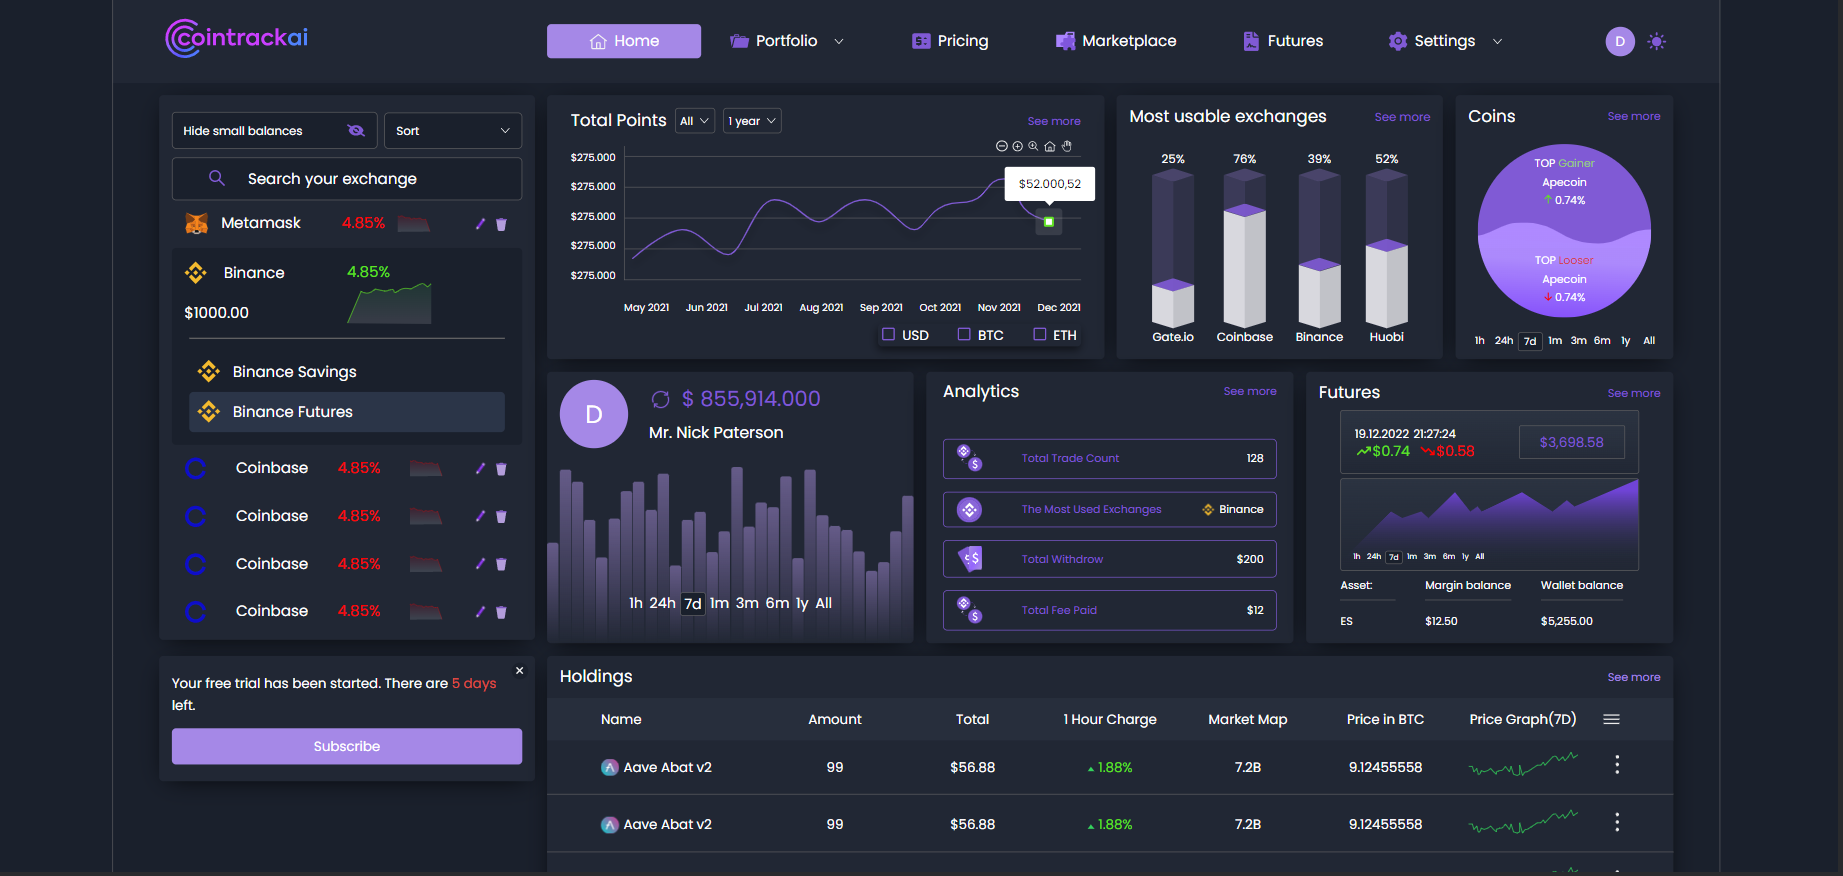 cointrackai
Home
Portfolio
Pricing
Marketplace
Futures
Settings
D
Hide small balances
Sort
Search your exchange
Metamask 4.85%
Binance 4.85%
$1000.00
Binance Savings
Binance Futures
Coinbase 4.85%
Coinbase 4.85%
Coinbase 4.85%
Coinbase 4.85%
Your free trial has been started. There are 5 days
left.
Subscribe
Total Points All 1 year See more
$275.000
$275.000
$275.000
$275.000
$275.000
$52.000,52
May 2021 Jun 2021 Jul 2021 Aug 2021 Sep 2021 Oct 2021 Nov 2021 Dec 2021
USD BTC ETH
Most usable exchanges See more
25% 76% 39% 52%
Gate.io Coinbase Binance Huobi
Coins See more
TOP Gainer
Apecoin
0.74%
TOP Looser
Apecoin
0.74%
1h 24h 7d 1m 3m 6m 1y All
D
$ 855,914.000
Mr. Nick Paterson
1h 24h 7d 1m 3m 6m 1y All
Analytics See more
Total Trade Count 128
The Most Used Exchanges Binance
Total Withdrow $200
Total Fee Paid $12
Futures See more
19.12.2022 21:27:24
$0.74 $0.58
$3,698.58
1h 24h 7d 1m 3m 6m 1y All
Asset: Margin balance Wallet balance
ES $12.50 $5,255.00
Holdings See more
Name Amount Total 1 Hour Charge Market Map Price in BTC Price Graph(7D)
Aave Abat v2 99 $56.88 1.88% 7.2B 9.12455558
Aave Abat v2 99 $56.88 1.88% 7.2B 9.12455558